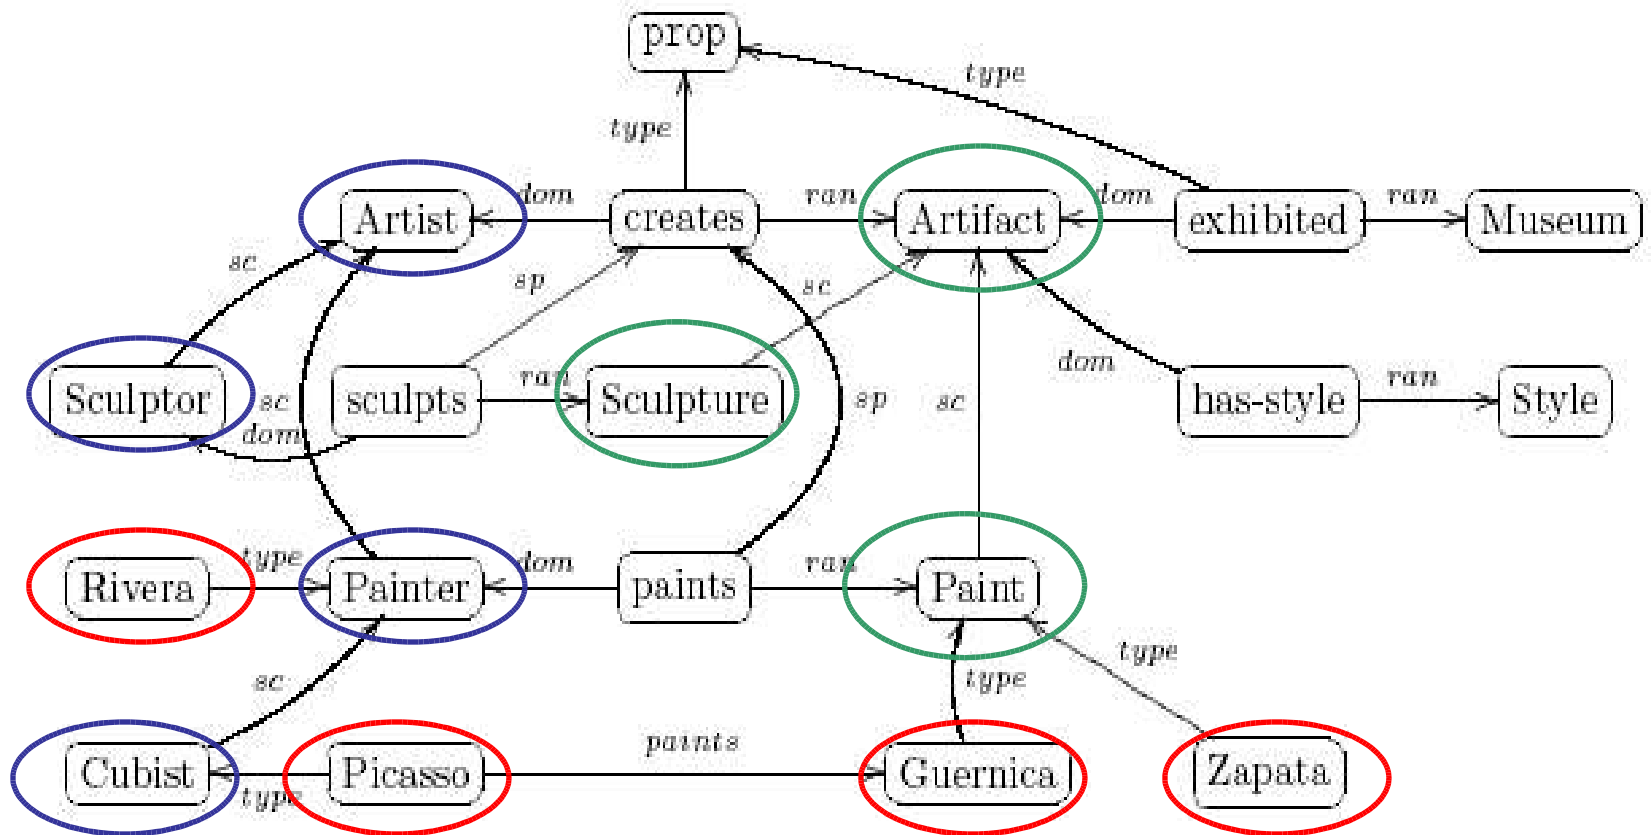 prop
type
type
Artist
dom
creates
ran
Artifact
dom
exhibited
ran
Museum
sc
sp
sc
dom
Sculptor
sc
dom
sculpts
ran
Sculpture
sp
sc
has-style
ran
Style
Rivera
type
Painter
dom
paints
ran
Paint
sc
type
type
Cubist
type
Picasso
paints
Guernica
Zapata